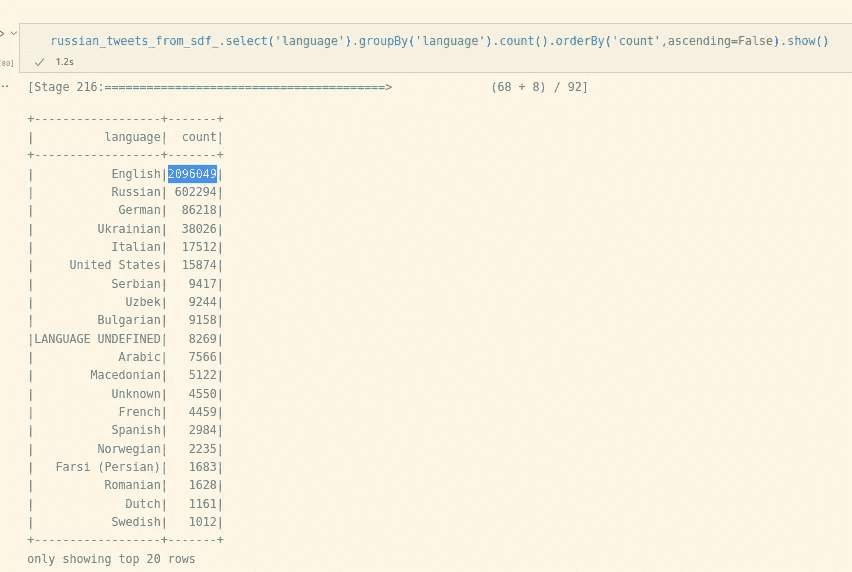 russian_tweets_from_sdf_.select('language').groupBy('language').count().orderBy('count',ascending=False).show()
[80]
1.2s
[Stage 216:========================================> (68 + 8) / 92]
+-----------------+-------+
| language| count|
+-----------------+-------+
| English|2096049|
| Russian| 602294|
| German| 86218|
| Ukrainian| 38026|
| Italian| 17512|
| United States| 15874|
| Serbian| 9417|
| Uzbek| 9244|
| Bulgarian| 9158|
|LANGUAGE UNDEFINED| 8269|
| Arabic| 7566|
| Macedonian| 5122|
| Unknown| 4550|
| French| 4459|
| Spanish| 2984|
| Norwegian| 2235|
| Farsi (Persian)| 1683|
| Romanian| 1628|
| Dutch| 1161|
| Swedish| 1012|
+-----------------+-------+
only showing top 20 rows